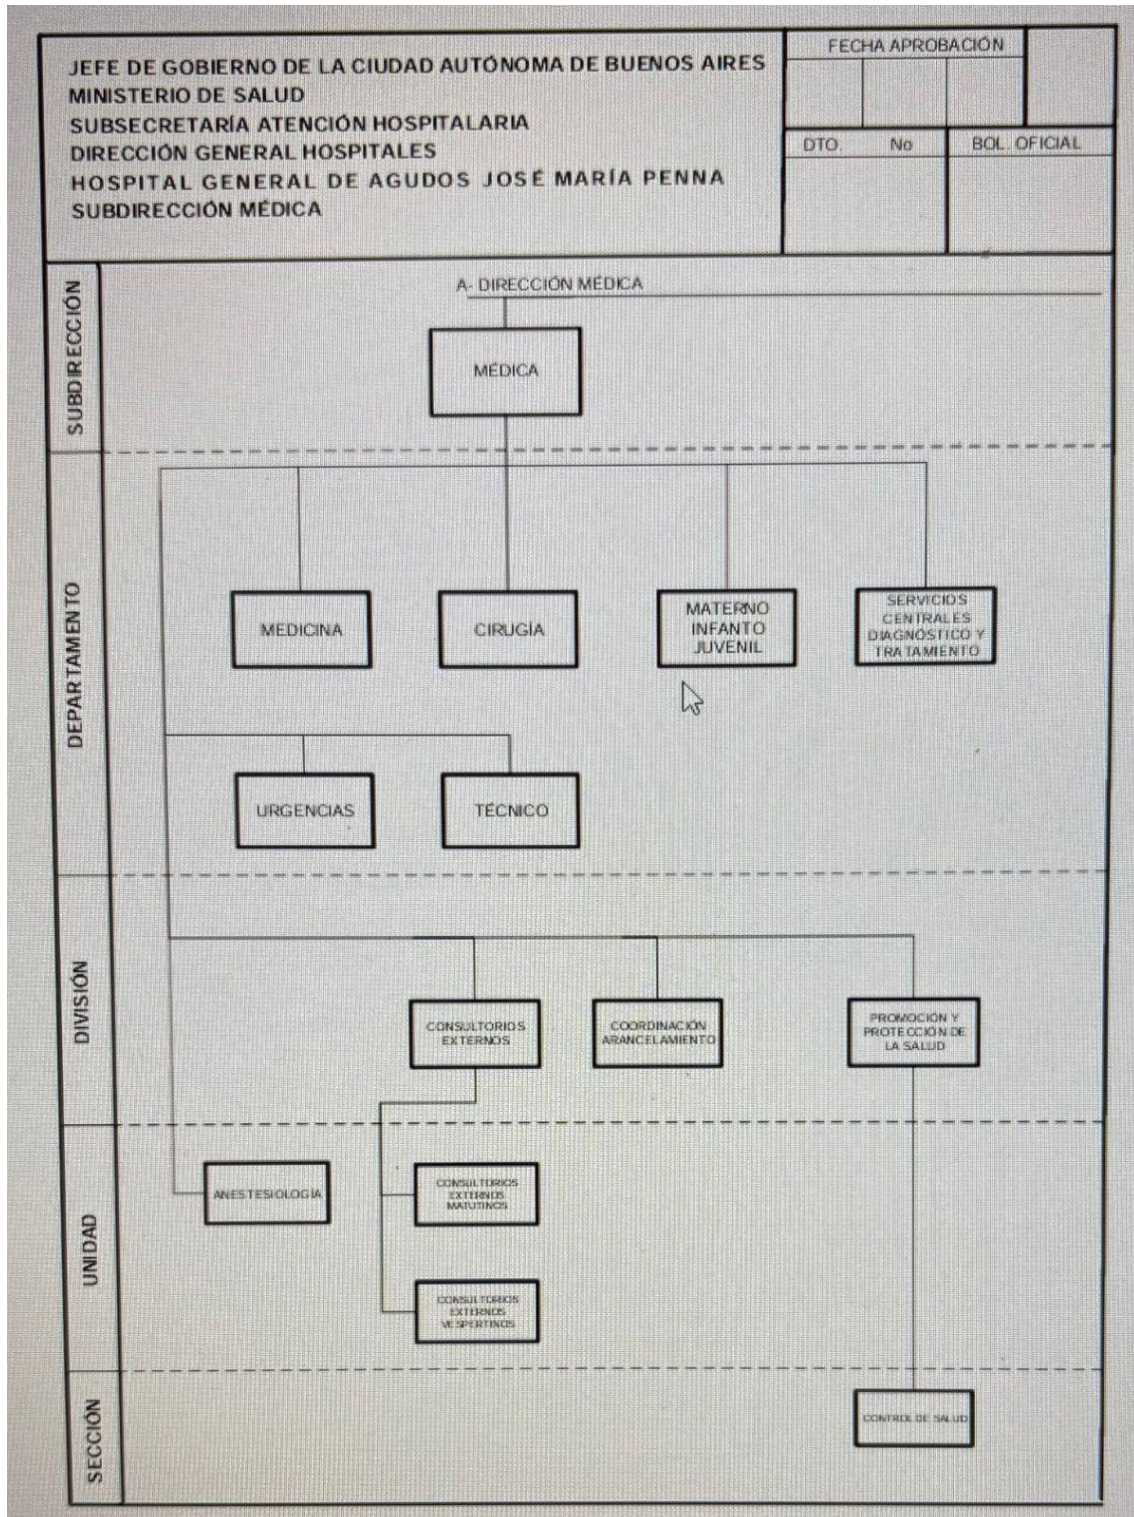 JEFE DE GOBIERNO DE LA CIUDAD AUTÓNOMA DE BUENOS AIRES
MINISTERIO DE SALUD
SUBSECRETARÍA ATENCIÓN HOSPITALARIA
DIRECCIÓN GENERAL HOSPITALES
HOSPITAL GENERAL DE AGUDOS JOSÉ MARÍA PENNA
SUBDIRECCIÓN MÉDICA
FECHA APROBACIÓN
DTO. No
BOL. OFICIAL
SUBDIRECCIÓN
A- DIRECCIÓN MÉDICA
MÉDICA
DEPARTAMENTO
MEDICINA
CIRUGÍA
MATERNO
INFANTO
JUVENIL
SERVICIOS
CENTRALES
DIAGNÓSTICO Y
TRATAMIENTO
URGENCIAS
TÉCNICO
DIVISIÓN
CONSULTORIOS
EXTERNOS
COORDINACIÓN
ARANCELAMIENTO
PROMOCIÓN Y
PROTECCIÓN DE
LA SALUD
UNIDAD
ANESTESIOLOGÍA
CONSULTORIOS
EXTERNOS
MATUTINOS
CONSULTORIOS
EXTERNOS
VESPERTINOS
SECCIÓN
CONTROL DE SALUD